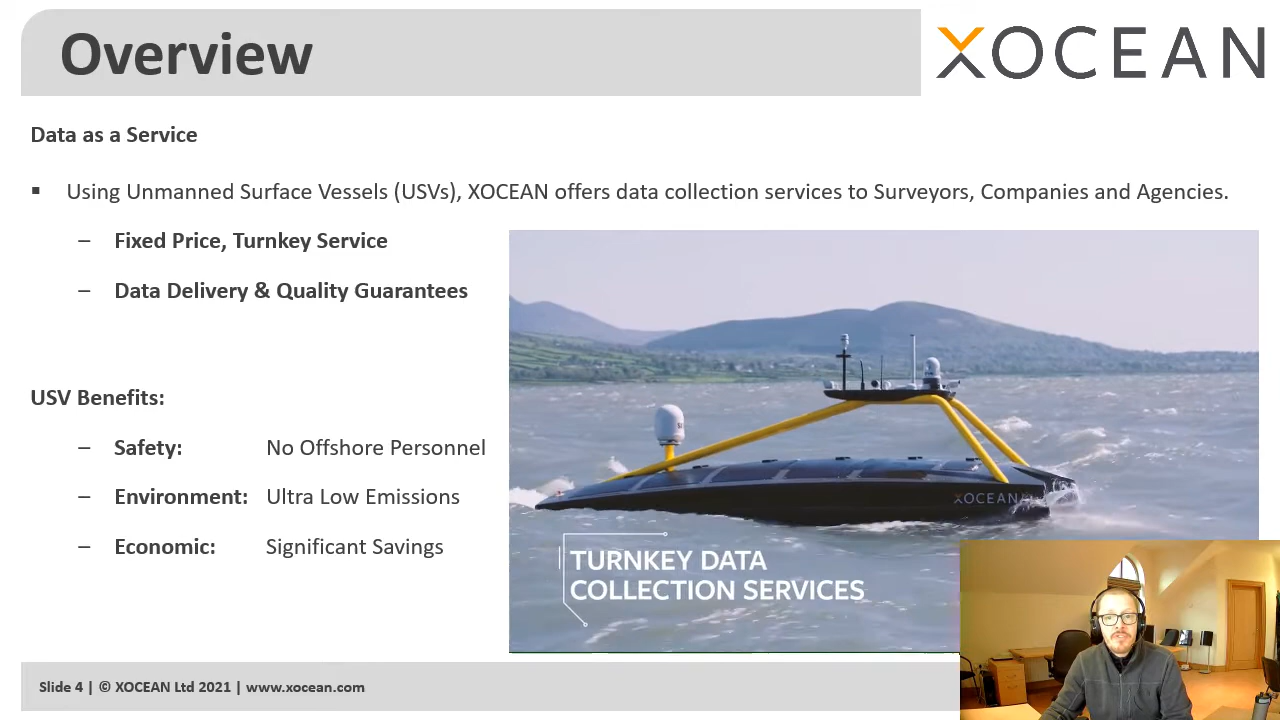 Overview
XOCEAN
Data as a Service
▪ Using Unmanned Surface Vessels (USVs), XOCEAN offers data collection services to Surveyors, Companies and Agencies.
– Fixed Price, Turnkey Service
– Data Delivery & Quality Guarantees
USV Benefits:
– Safety: No Offshore Personnel
– Environment: Ultra Low Emissions
– Economic: Significant Savings
XOCEAN
TURNKEY DATA
COLLECTION SERVICES
Slide 4 | © XOCEAN Ltd 2021 | www.xocean.com